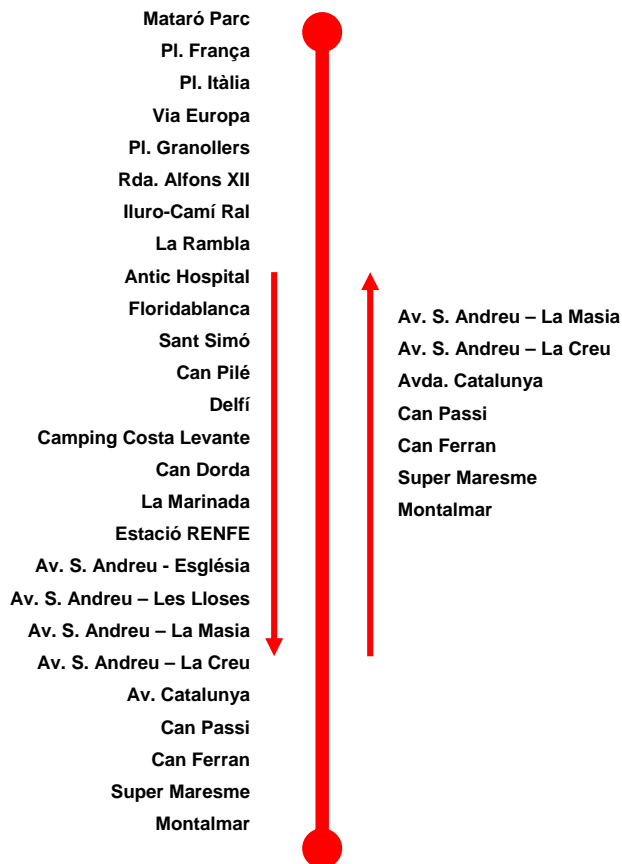 Mataró Parc
Pl. França
Pl. Itàlia
Via Europa
Pl. Granollers
Rda. Alfons XII
Iluro-Camí Ral
La Rambla
Antic Hospital
Floridablanca
Sant Simó
Can Pilé
Delfí
Camping Costa Levante
Can Dorda
La Marinada
Estació RENFE
Av. S. Andreu - Església
Av. S. Andreu – Les Lloses
Av. S. Andreu – La Masia
Av. S. Andreu – La Creu
Av. Catalunya
Can Passi
Can Ferran
Super Maresme
Montalmar
Av. S. Andreu – La Masia
Av. S. Andreu – La Creu
Avda. Catalunya
Can Passi
Can Ferran
Super Maresme
Montalmar